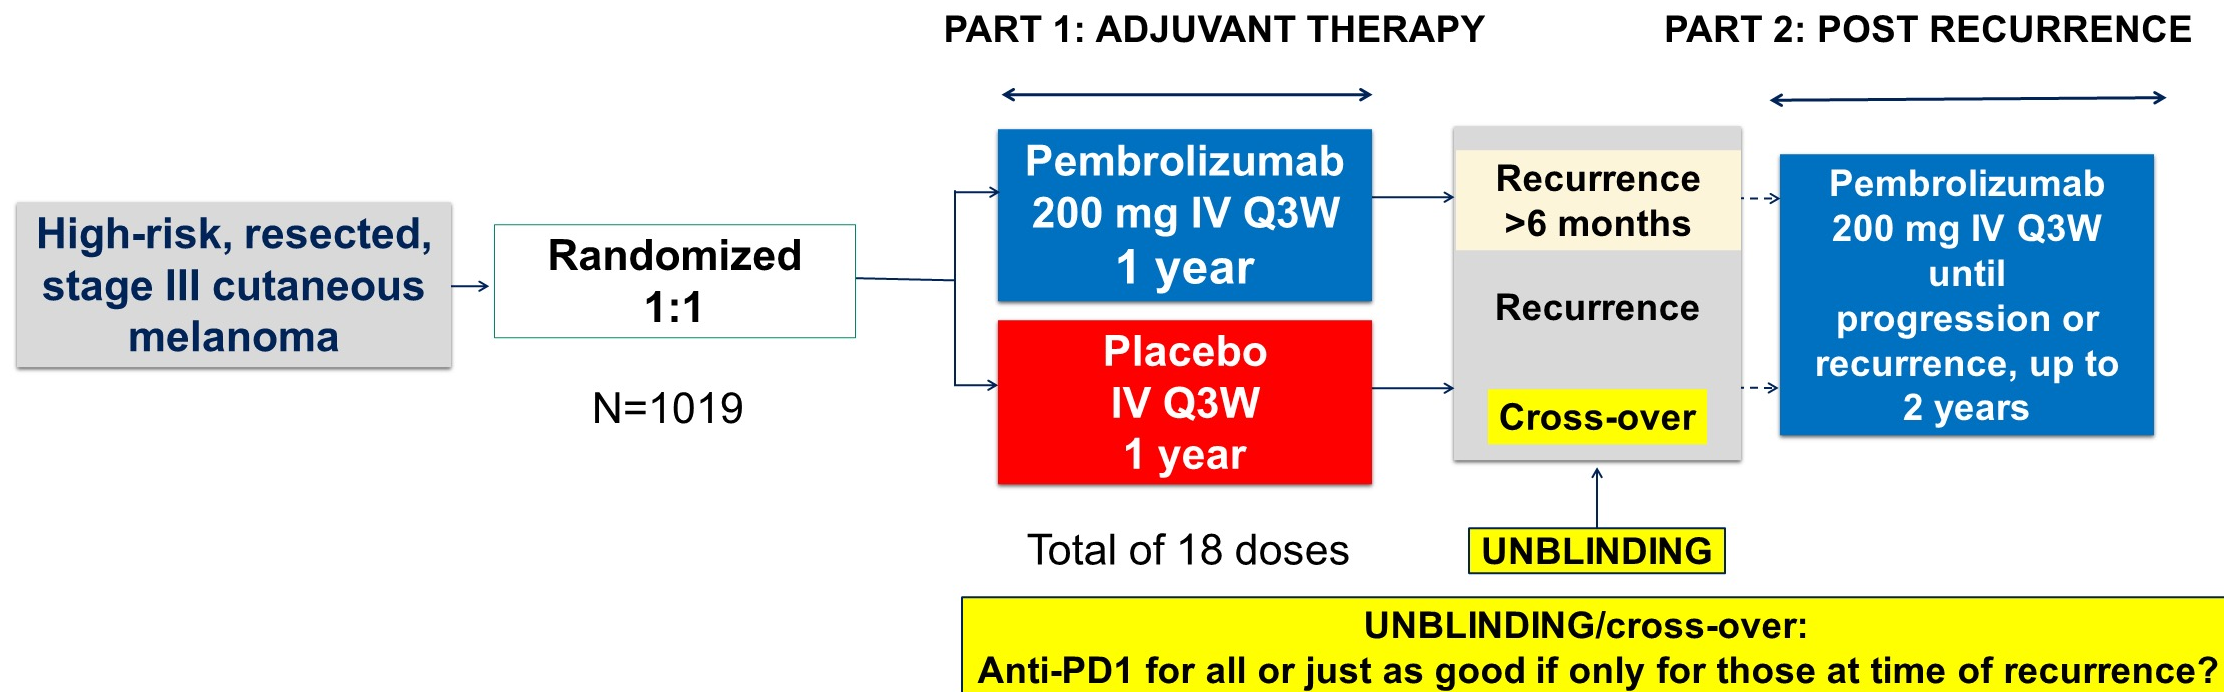 PART 1: ADJUVANT THERAPY
PART 2: POST RECURRENCE
High-risk, resected,
stage III cutaneous
melanoma
Randomized
1:1
N=1019
Pembrolizumab
200 mg IV Q3W
1 year
Placebo
IV Q3W
1 year
Total of 18 doses
Recurrence
>6 months
Recurrence
Cross-over
UNBLINDING
Pembrolizumab
200 mg IV Q3W
until
progression or
recurrence, up to
2 years
UNBLINDING/cross-over:
Anti-PD1 for all or just as good if only for those at time of recurrence?